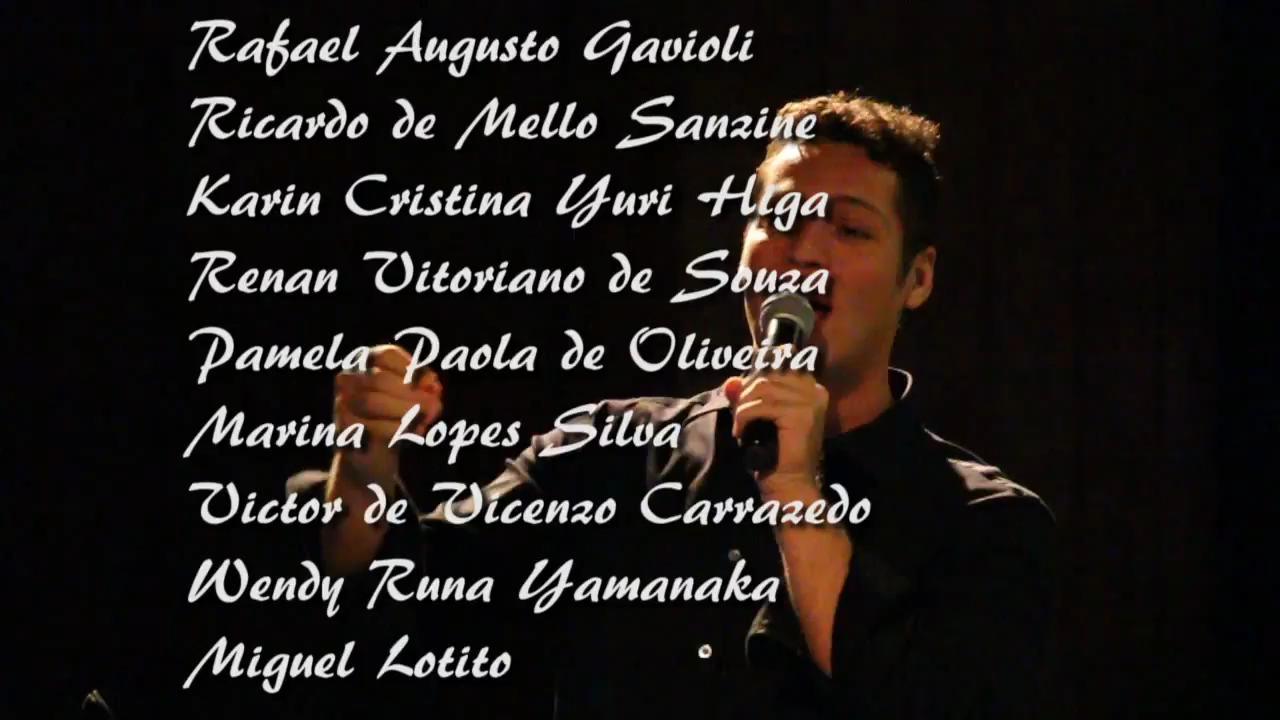 Rafael Augusto Gavioli
Ricardo de Mello Sanzine
Karin Cristina Yuri HIga
Renan Vitoriano de Souza
Pamela Paola de Oliveira
Marina Lopes Silva
Victor de Vicenzo Carrazedo
Wendy Runa Yamanaka
Miguel Lotito